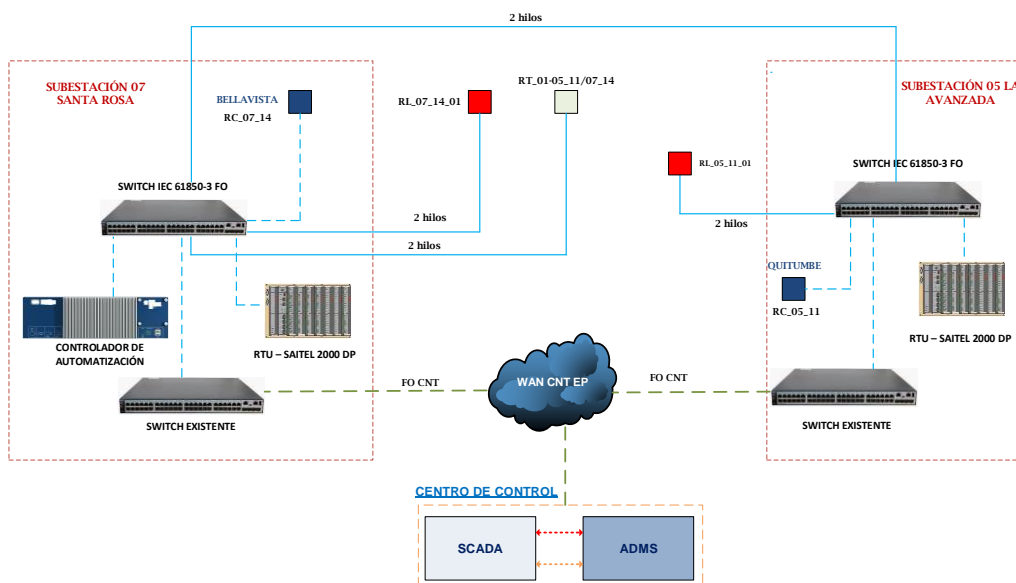 2 hilos
2 hilos
SUBESTACIÓN 07
SANTA ROSA
BELLAVISTA
RC_07_14
RL_07_14_01
RT_01-05_11/07_14
SUBESTACIÓN 05 LA
AVANZADA
RL_05_11_01
SWITCH IEC 61850-3 FO
SWITCH IEC 61850-3 FO
2 hilos
2 hilos
2 hilos
QUITUMBE
RC_05_11
CONTROLADOR DE
AUTOMATIZACIÓN
RTU – SAITEL 2000 DP
RTU – SAITEL 2000 DP
FO CNT
WAN CNT EP
FO CNT
SWITCH EXISTENTE
SWITCH EXISTENTE
CENTRO DE CONTROL
SCADA
ADMS